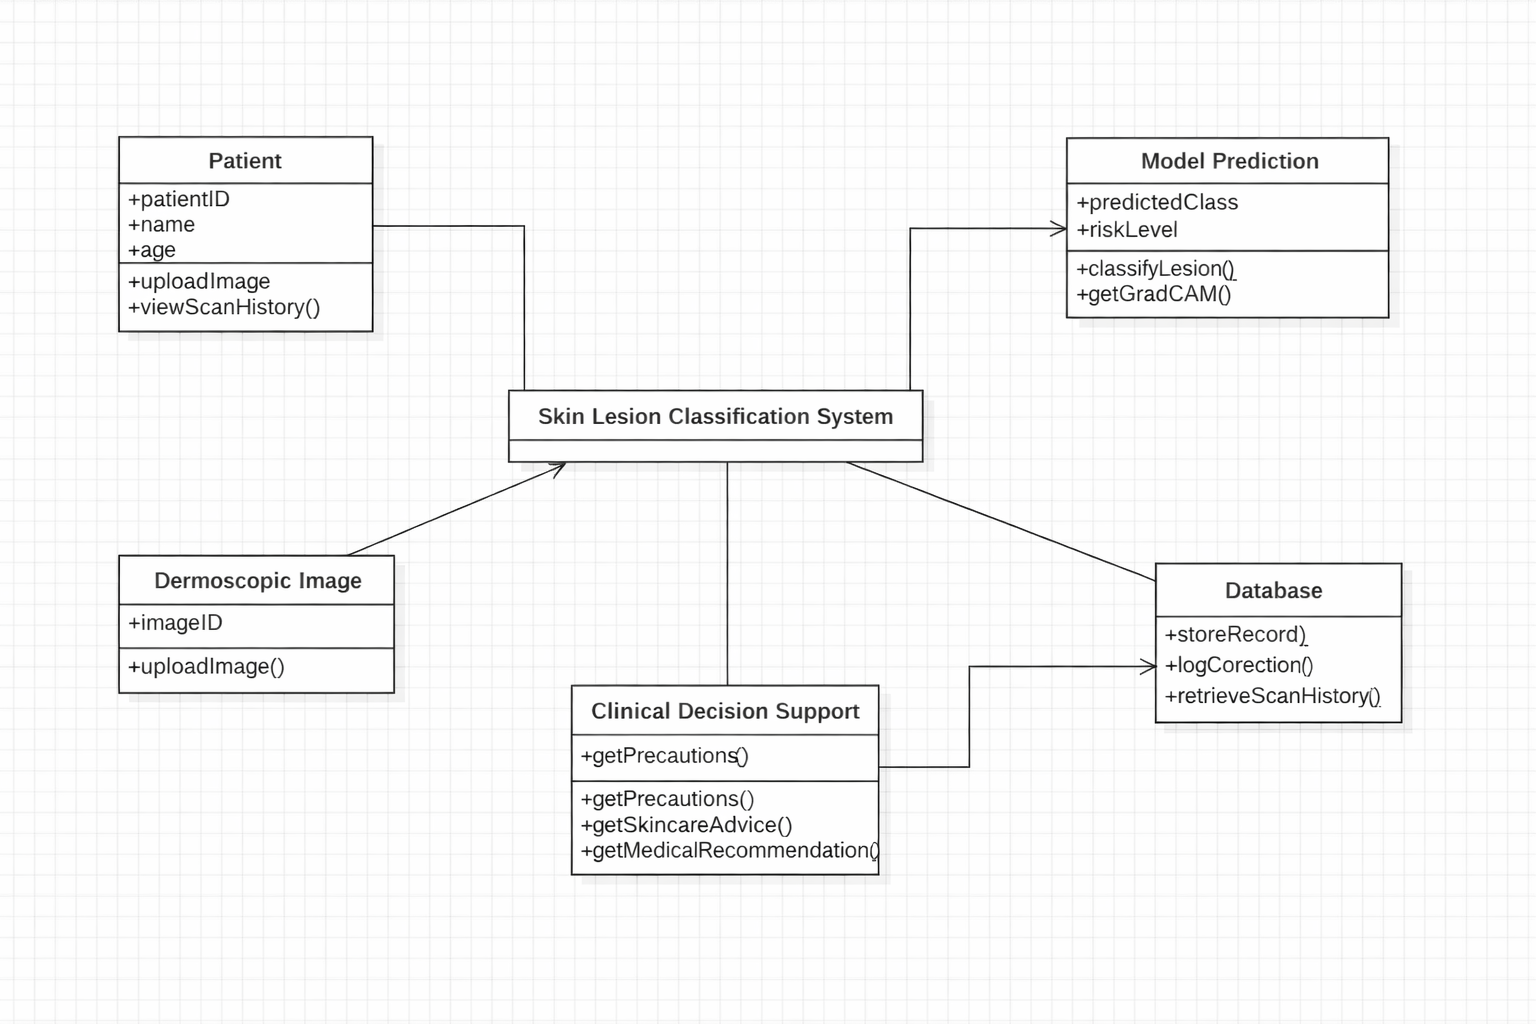 Patient
+patientID
+name
+age
+uploadImage
+viewScanHistory()
Model Prediction
+predictedClass
+riskLevel
+classifyLesion()
+getGradCAM()
Skin Lesion Classification System
Dermoscopic Image
+imageID
+uploadImage()
Database
+storeRecord)
+logCorection()
+retrieveScanHistory()
Clinical Decision Support
+getPrecautions()
+getPrecautions()
+getSkincareAdvice()
+getMedicalRecommendation()